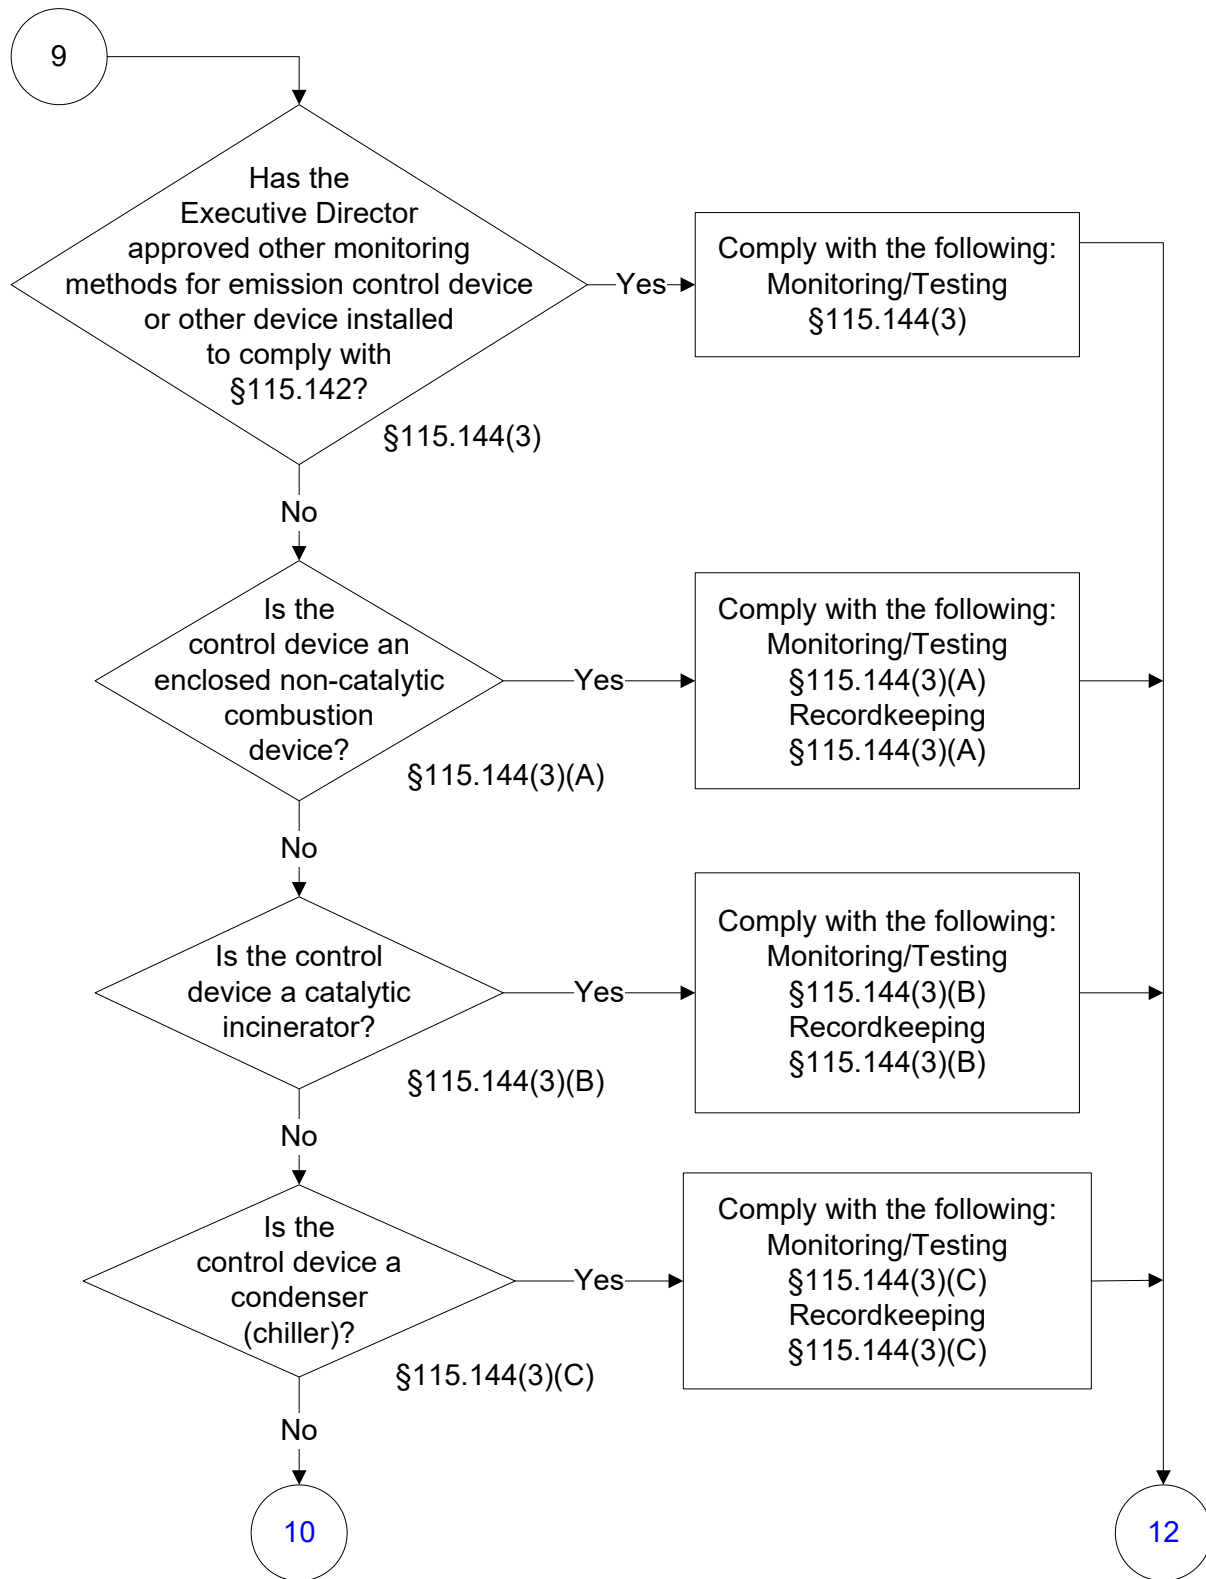 9
Has the
Executive Director
approved other monitoring
methods for emission control device
or other device installed
to comply with
§115.142?
§115.144(3)
Yes
Comply with the following:
Monitoring/Testing
§115.144(3)
No
Is the
control device an
enclosed non-catalytic
combustion
device?
§115.144(3)(A)
Yes
Comply with the following:
Monitoring/Testing
§115.144(3)(A)
Recordkeeping
§115.144(3)(A)
No
Is the control
device a catalytic
incinerator?
§115.144(3)(B)
Yes
Comply with the following:
Monitoring/Testing
§115.144(3)(B)
Recordkeeping
§115.144(3)(B)
No
Is the
control device a
condenser
(chiller)?
§115.144(3)(C)
Yes
Comply with the following:
Monitoring/Testing
§115.144(3)(C)
Recordkeeping
§115.144(3)(C)
No
10
12